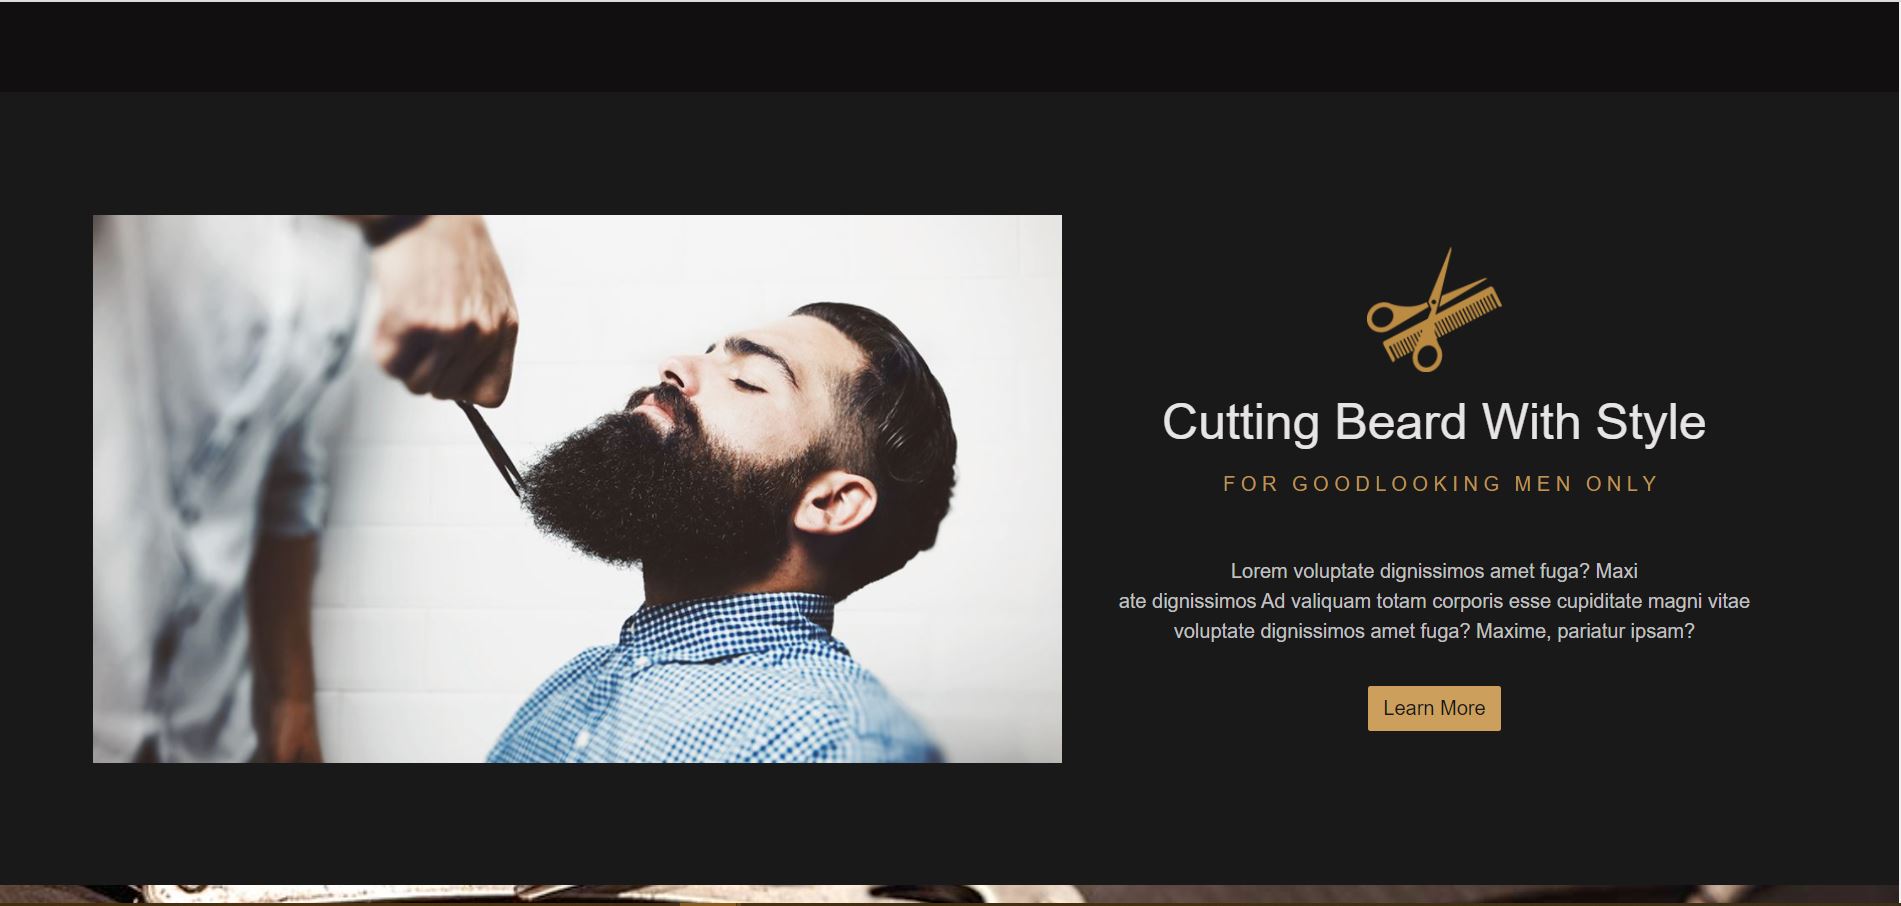 Cutting Beard With Style
FOR GOODLOOKING MEN ONLY
Lorem voluptate dignissimos amet fuga? Maxi
ate dignissimos Ad valiquam totam corporis esse cupiditate magni vitae
voluptate dignissimos amet fuga? Maxime, pariatur ipsam?
Learn More